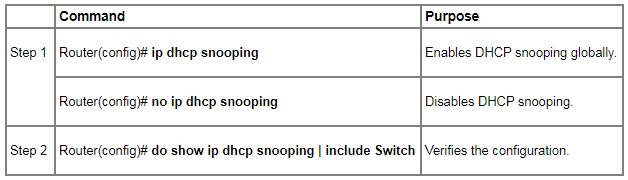 Command Purpose
Step 1 Router(config)# ip dhcp snooping Enables DHCP snooping globally.
Router(config)# no ip dhcp snooping Disables DHCP snooping.
Step 2 Router(config)# do show ip dhcp snooping | include Switch Verifies the configuration.